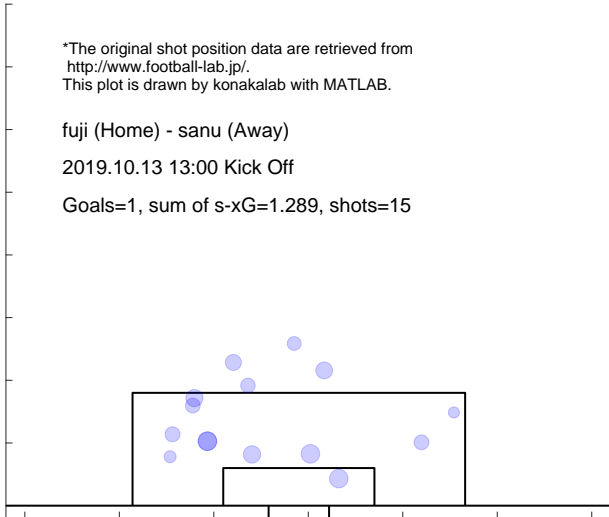 *The original shot position data are retrieved from
http://www.football-lab.jp/.
This plot is drawn by konakalab with MATLAB.
fuji (Home) - sanu (Away)
2019.10.13 13:00 Kick Off
Goals=1, sum of s-xG=1.289, shots=15